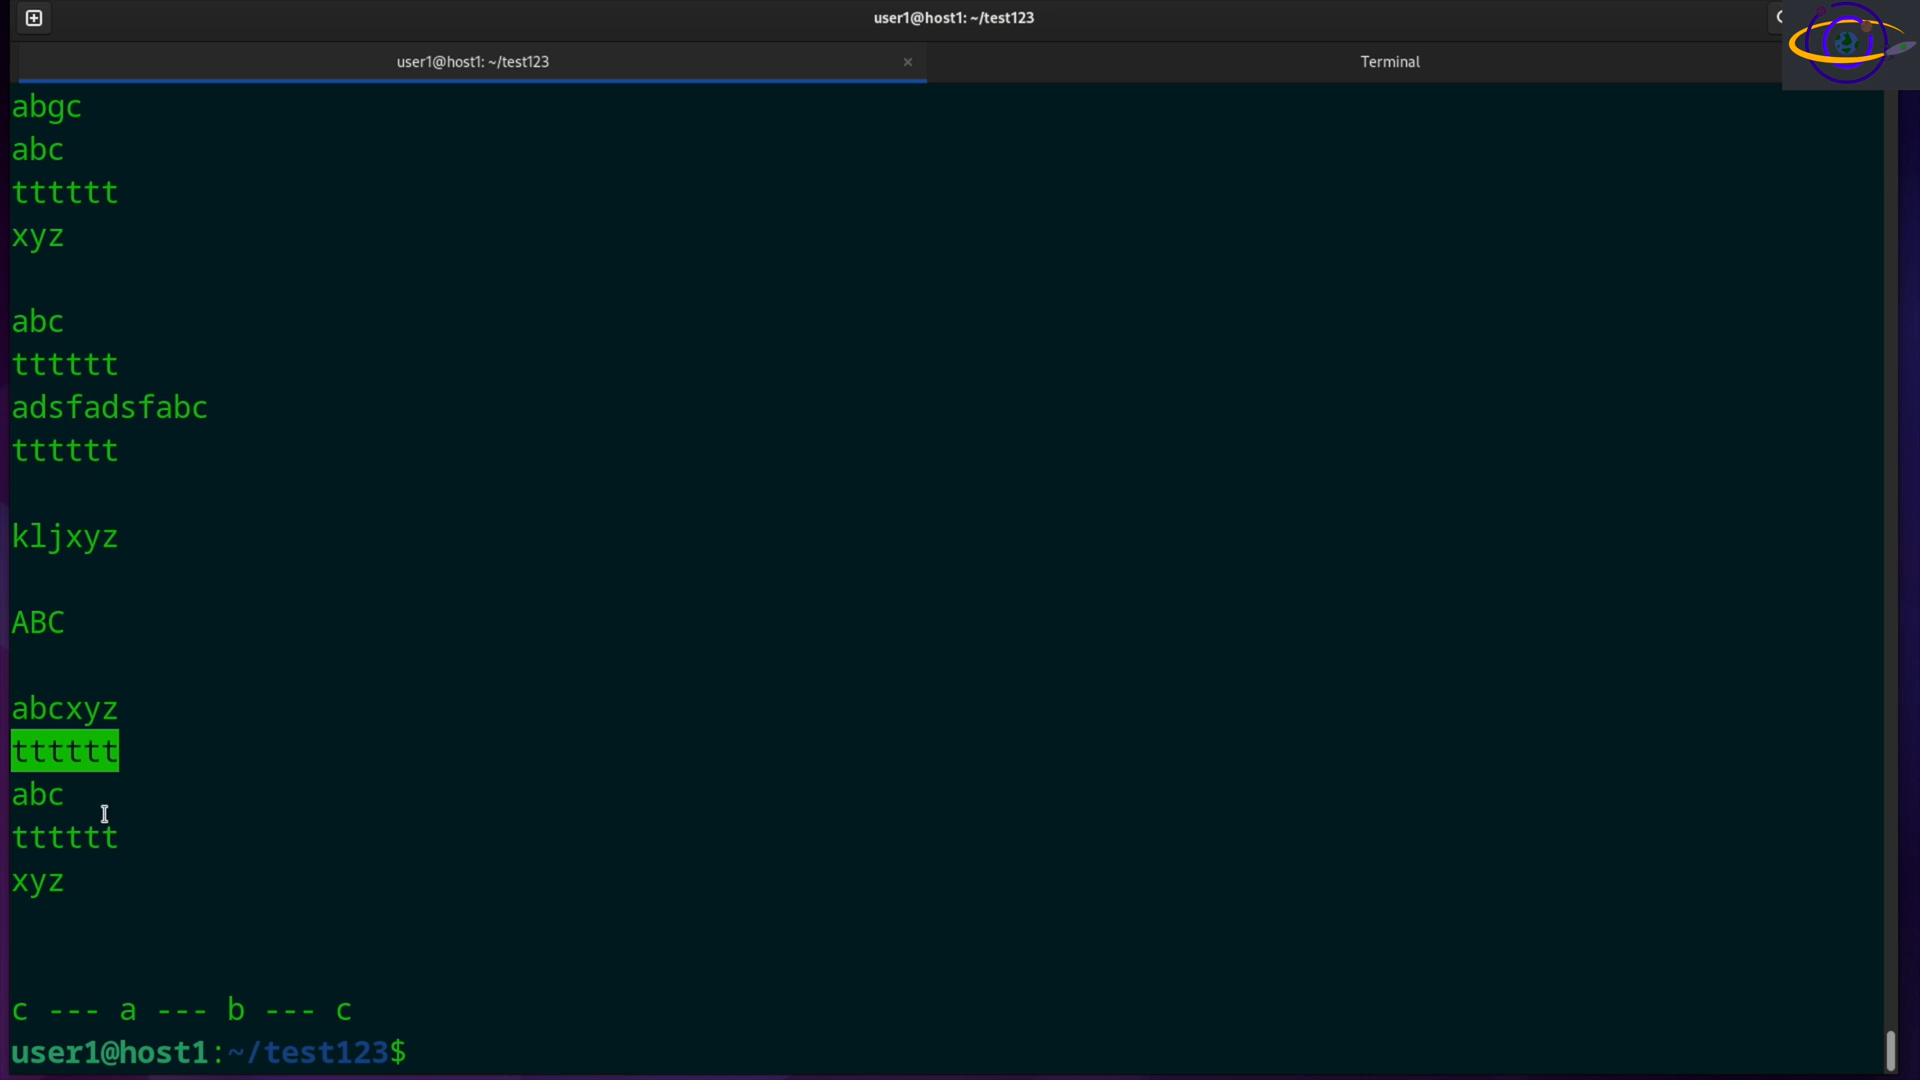 user1@host1: ~/test123
user1@host1: ~/test123
Terminal
abgc
abc
tttttt
xyz
abc
tttttt
adsfadsfabc
tttttt
kljxyz
ABC
abcxyz
tttttt
abc
tttttt
xyz
c --- a --- b --- c
user1@host1:~/test123$